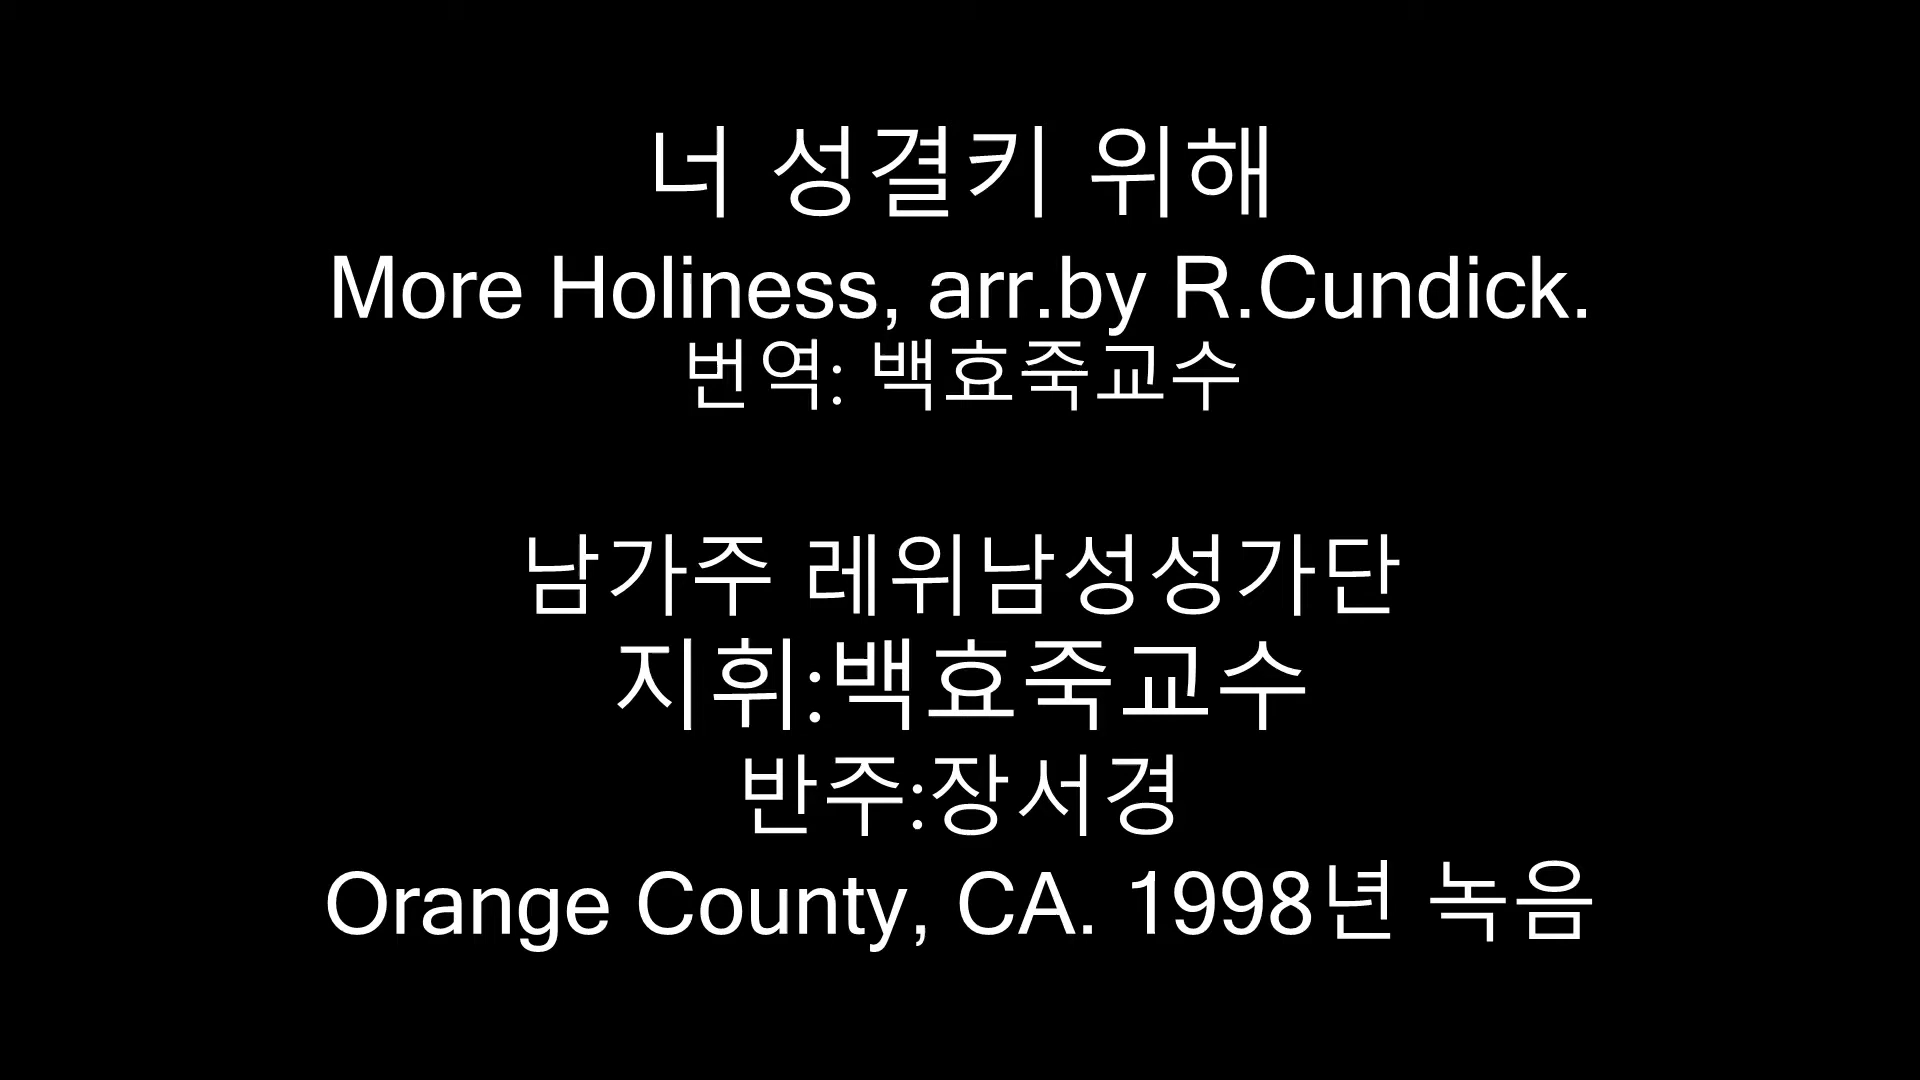 너 성결키 위해
More Holiness, arr.by R.Cundick.
번역: 백효죽교수
남가주 레위남성성가단
지휘:백효죽교수
반주:장서경
Orange County, CA. 1998년 녹음